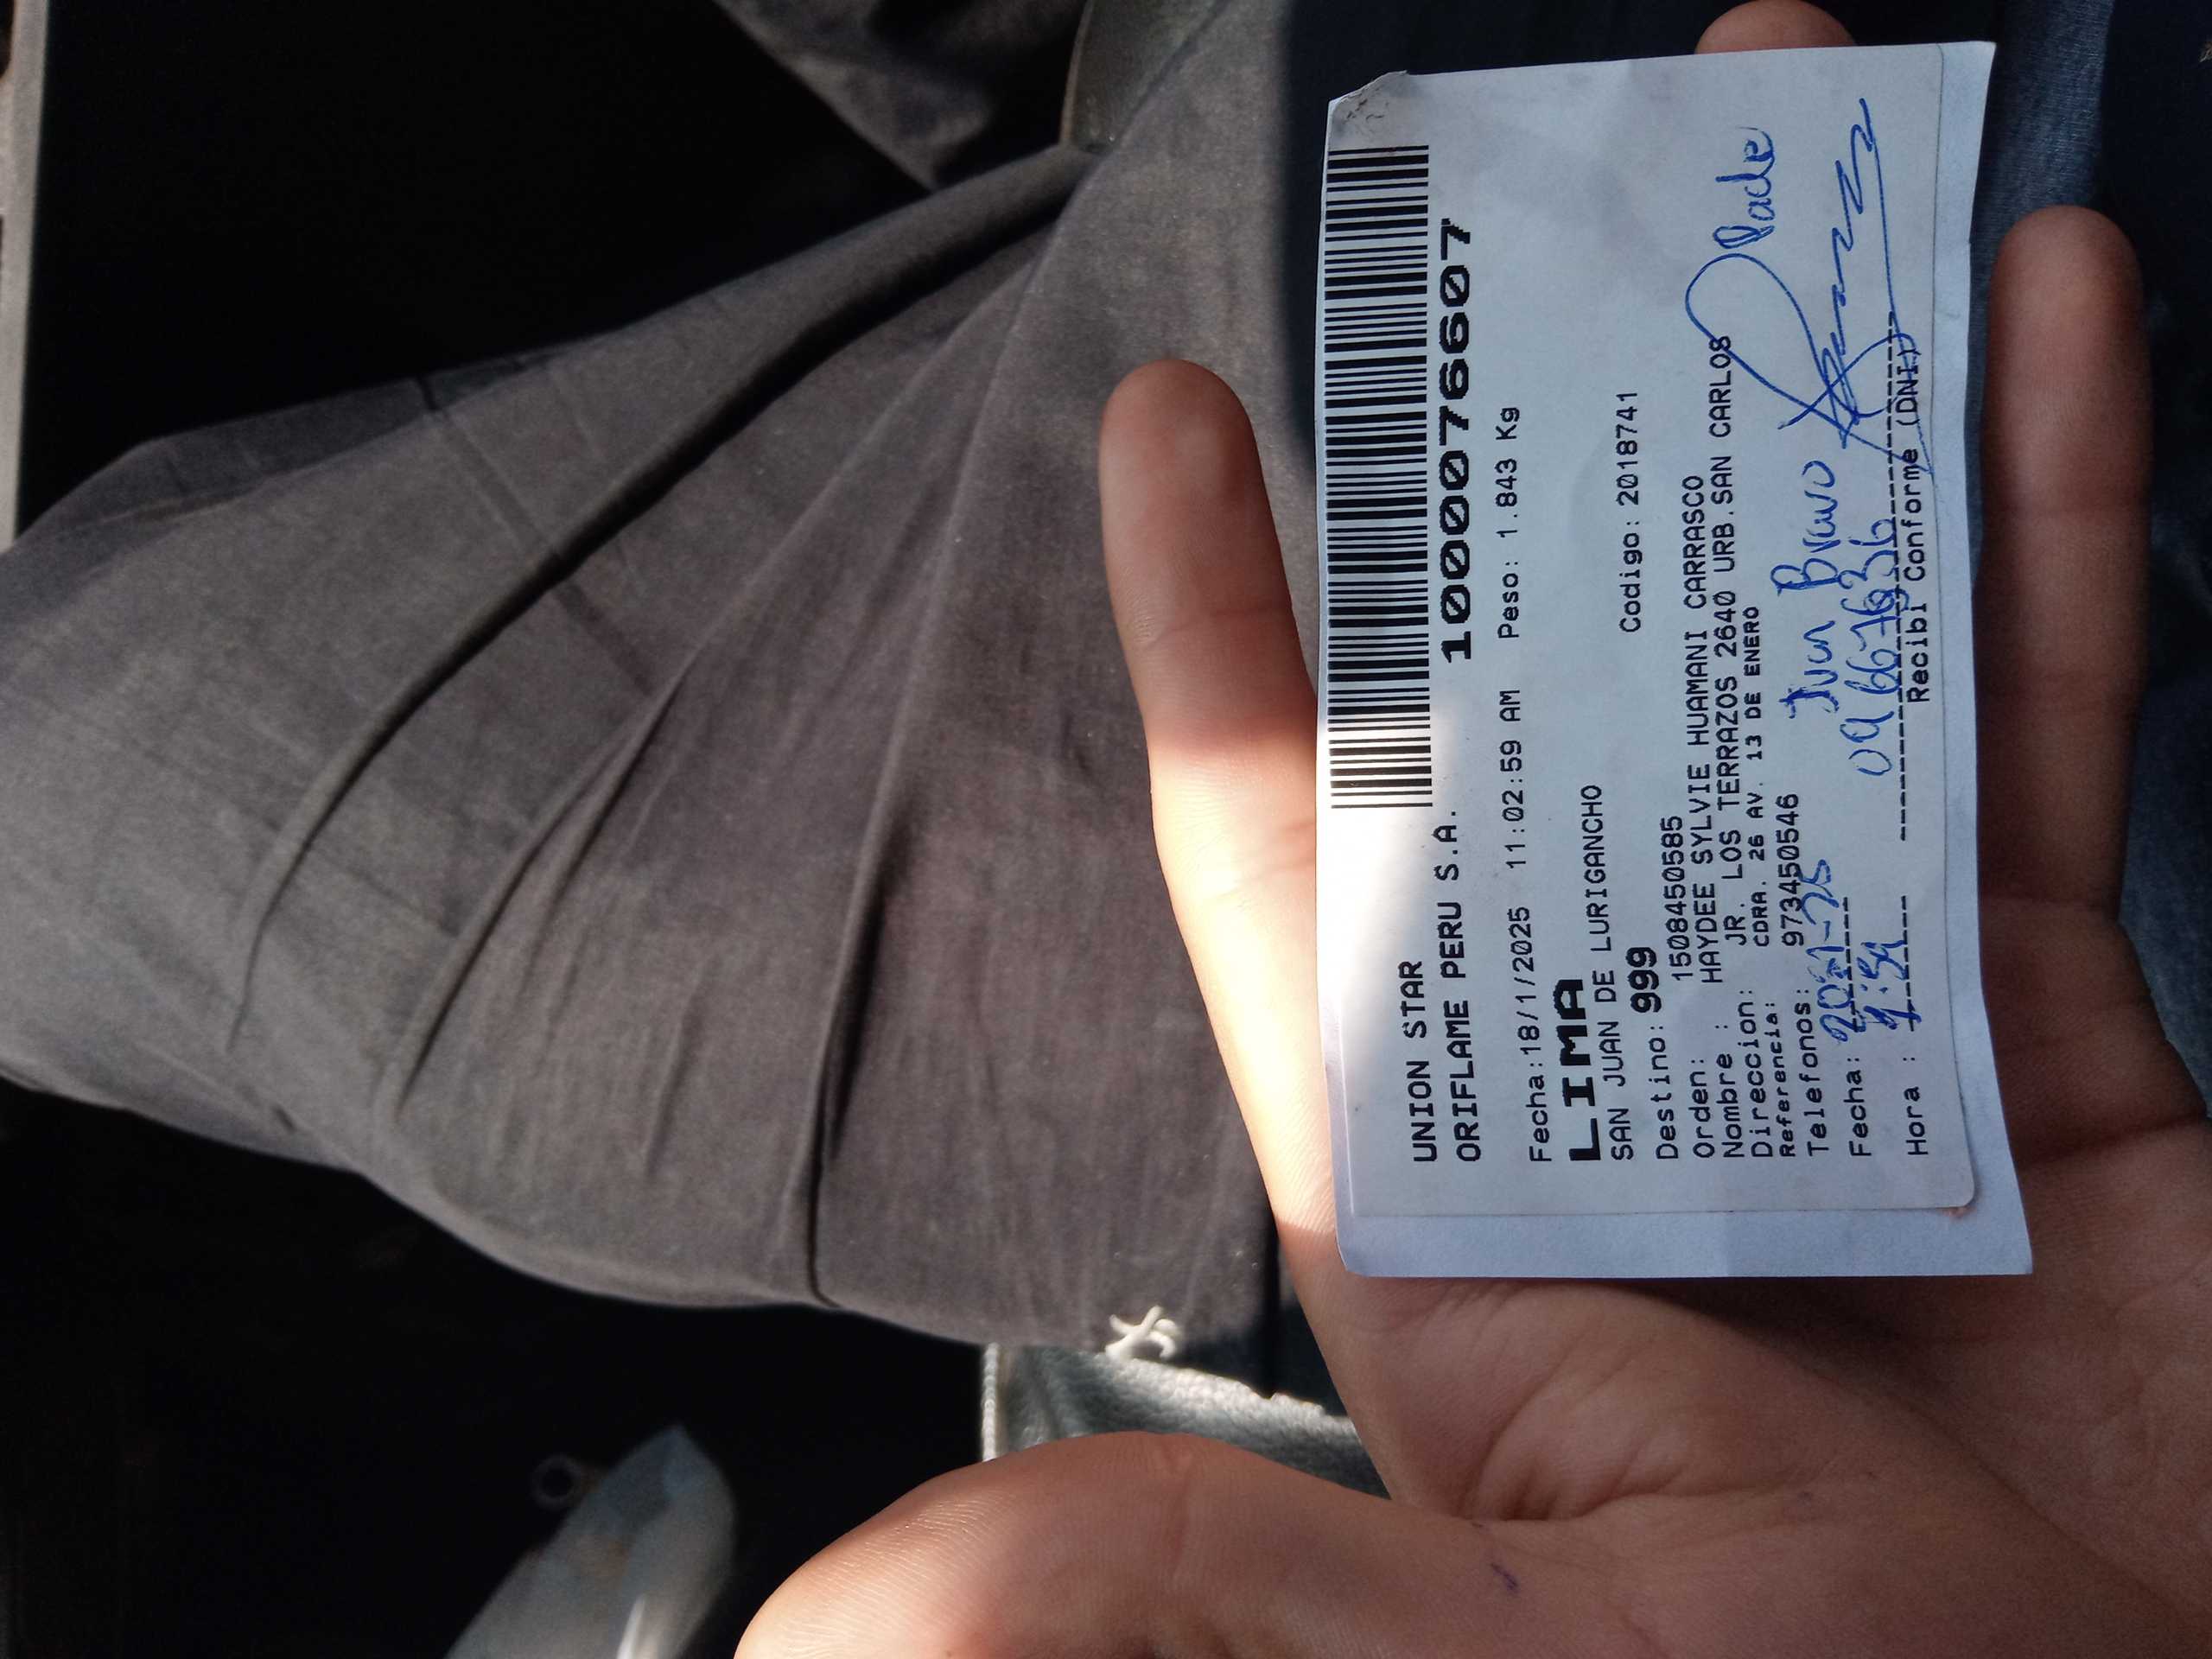 UNION STAR
ORIFLAME PERU S.A. 1000076607
Fecha:18/1/2025 11:02:59 AM Peso: 1.843 Kg
LIMA
SAN JUAN DE LURIGANCHO
Destino:999 Codigo:2018741
Orden: 150845050585
Nombre : HAYDEE SYLVIE HUAMANI CARRASCO
Direccion: JR. LOS TERRAZOS 2640 URB.SAN CARLOS
Referencia: CDRA. 26 AV. 13 DE ENERO
Telefonos: 973450546
Padre
Juan Bravo
Fecha:
Hora :
Recibi Conforme (DNI)